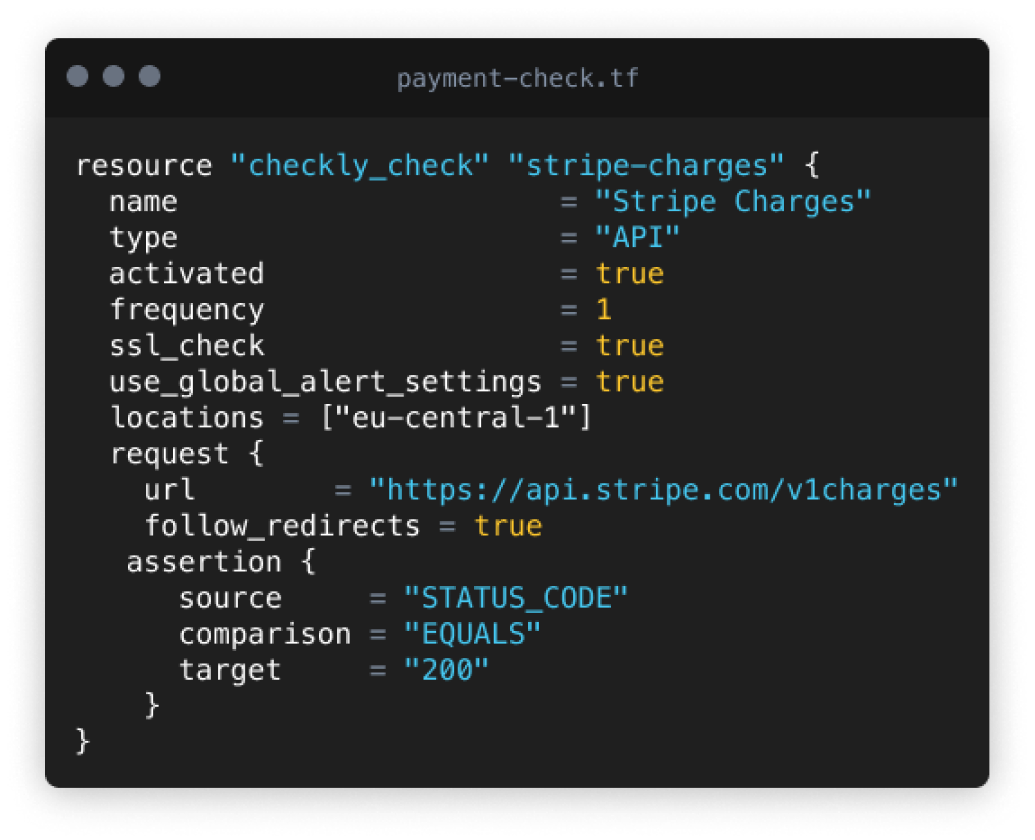 payment-check.tf
resource "checkly_check" "stripe-charges" {
  name                      = "Stripe Charges"
  type                      = "API"
  activated                 = true
  frequency                 = 1
  ssl_check                 = true
  use_global_alert_settings = true
  locations = ["eu-central-1"]
  request {
    url        = "https://api.stripe.com/v1charges"
    follow_redirects = true
   assertion {
      source     = "STATUS_CODE"
      comparison = "EQUALS"
      target     = "200"
    }
}